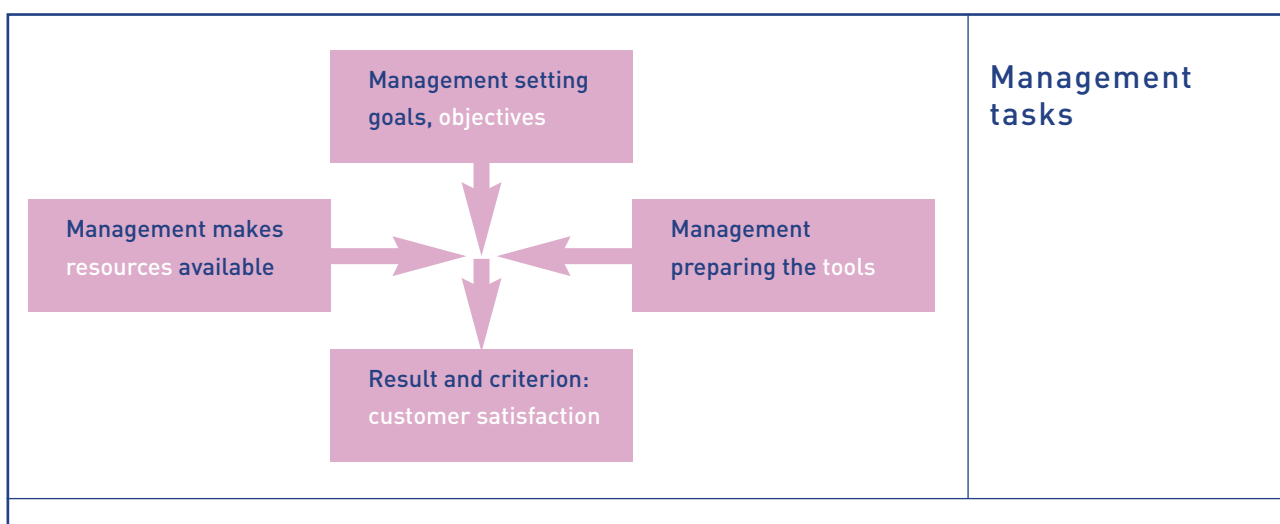 Management setting
goals, objectives
Management
tasks
Management makes
resources available
Management
preparing the tools
Result and criterion:
customer satisfaction